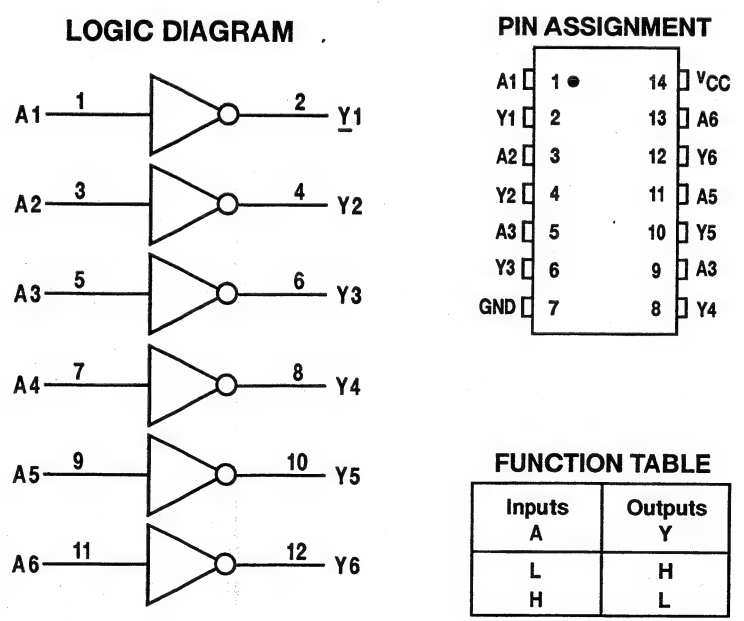 LOGIC DIAGRAM
A1 1 2 Y1
A2 3 4 Y2
A3 5 6 Y3
A4 7 8 Y4
A5 9 10 Y5
A6 11 12 Y6
PIN ASSIGNMENT
A1 1 14 VCC
Y1 2 13 A6
A2 3 12 Y6
Y2 4 11 A5
A3 5 10 Y5
Y3 6 9 A3
GND 7 8 Y4
FUNCTION TABLE
Inputs Outputs
A Y
L H
H L